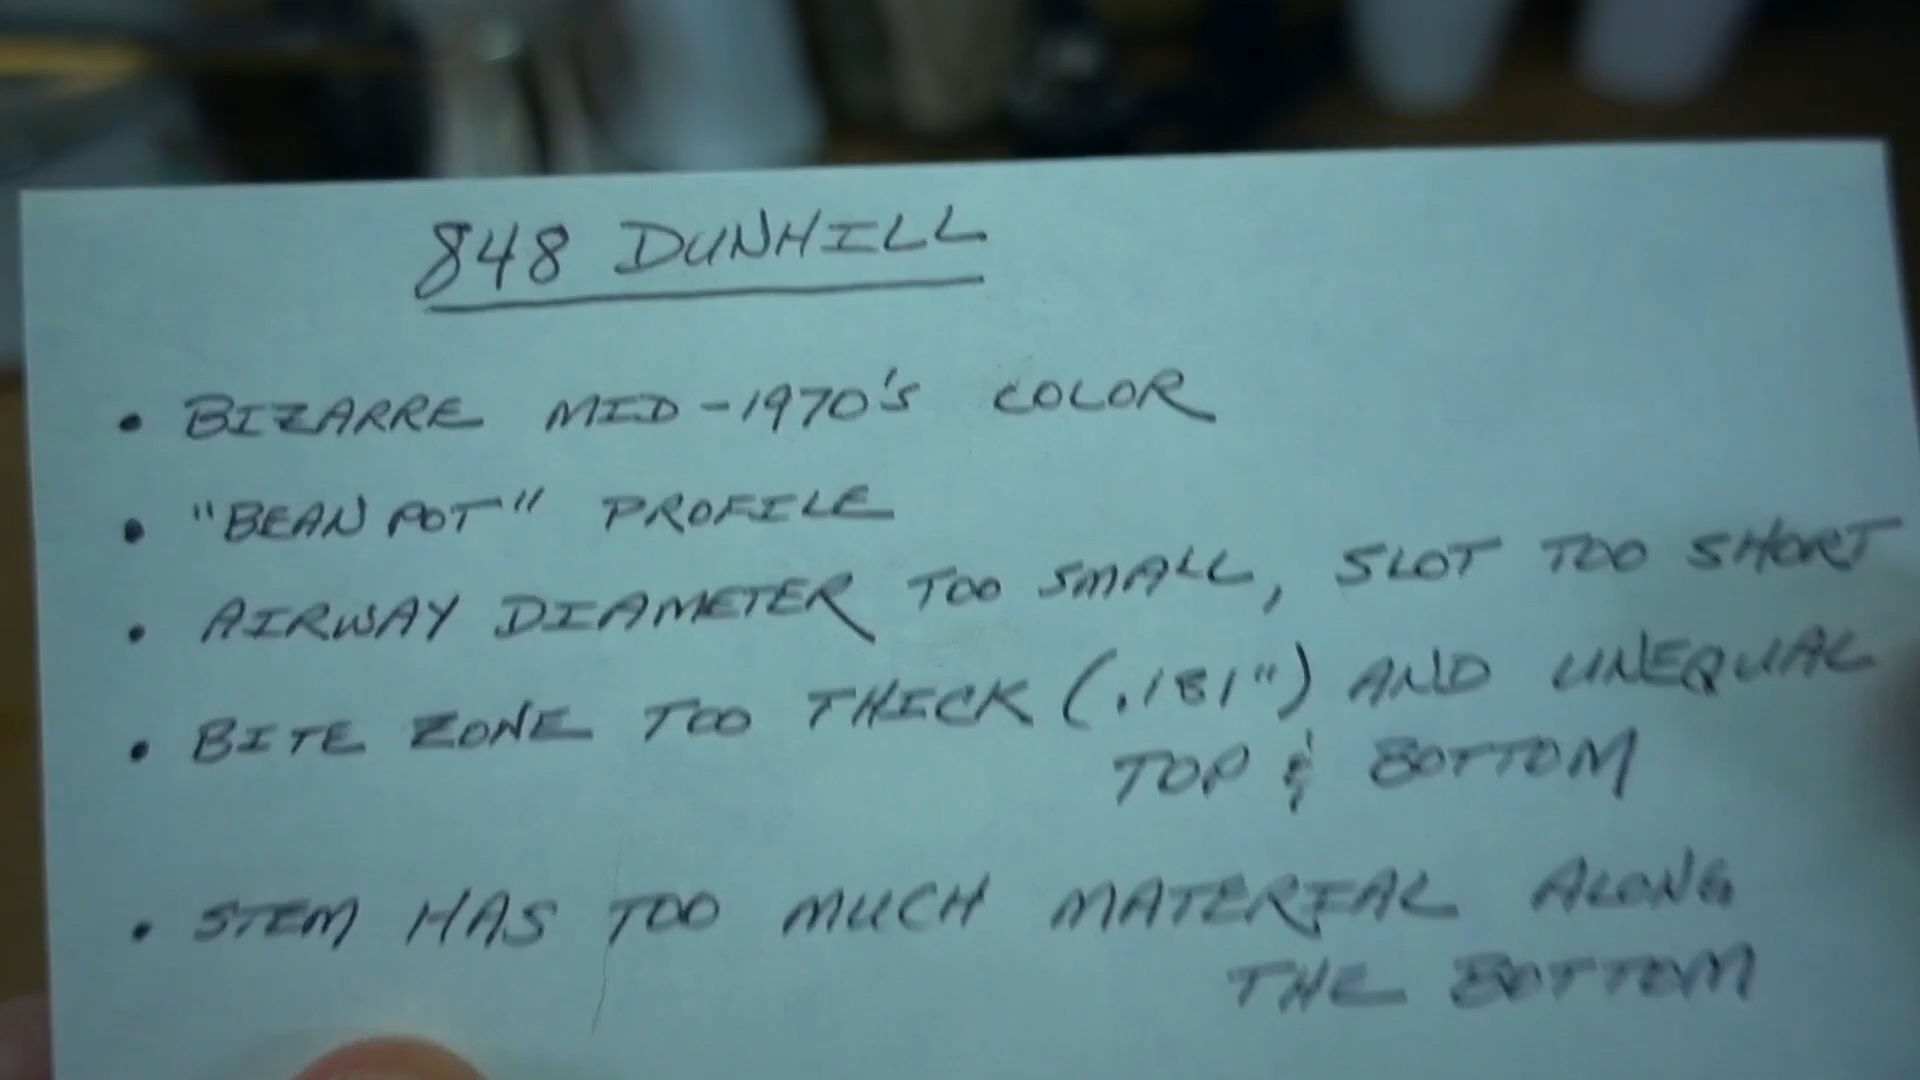 848 DUNHILL
• BIZARRE MID-1970's COLOR
• "BEAN POT" PROFILE
• AIRWAY DIAMETER TOO SMALL, SLOT TOO SHORT
• BITE ZONE TOO THICK (.181") AND UNEQUAL
TOP & BOTTOM
• STEM HAS TOO MUCH MATERIAL ALONG
THE BOTTOM